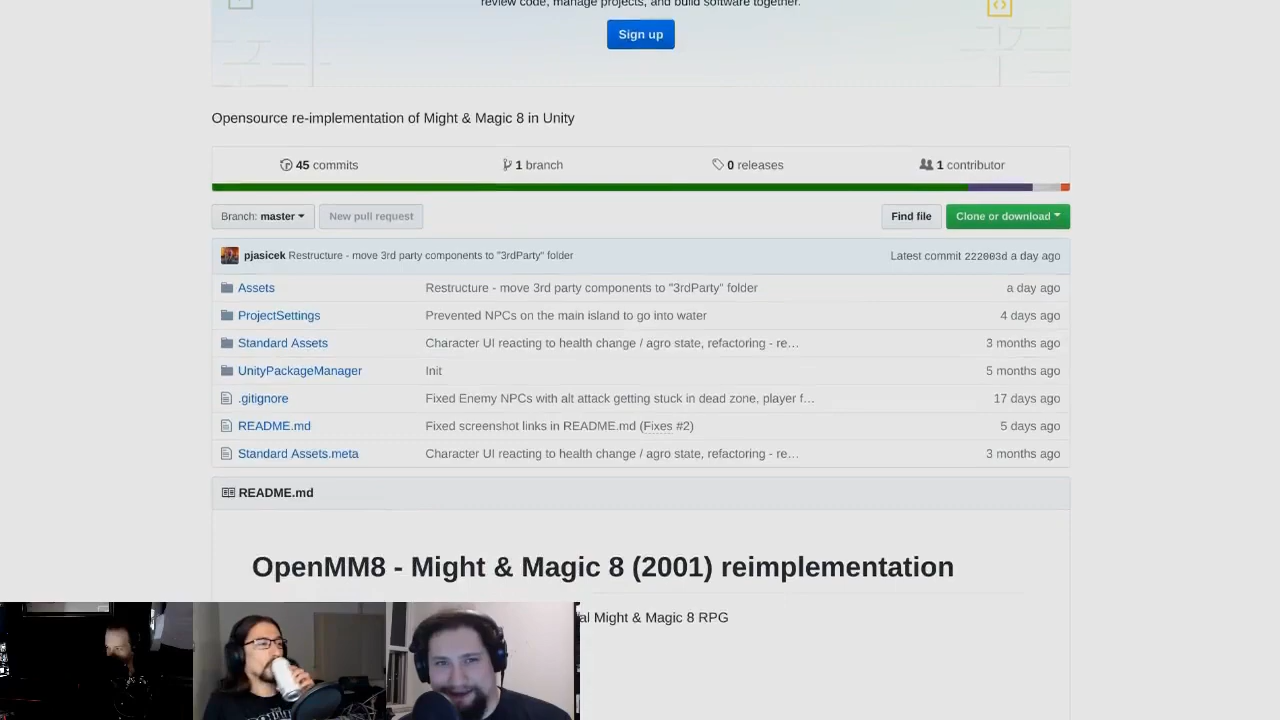 review code, manage projects, and build software together.
Sign up
Opensource re-implementation of Might & Magic 8 in Unity
45 commits 1 branch 0 releases 1 contributor
Branch: master New pull request Find file Clone or download
pjasicek Restructure - move 3rd party components to "3rdParty" folder Latest commit 222003d a day ago
Assets Restructure - move 3rd party components to "3rdParty" folder a day ago
ProjectSettings Prevented NPCs on the main island to go into water 4 days ago
Standard Assets Character UI reacting to health change / agro state, refactoring - re… 3 months ago
UnityPackageManager Init 5 months ago
.gitignore Fixed Enemy NPCs with alt attack getting stuck in dead zone, player f… 17 days ago
README.md Fixed screenshot links in README.md (Fixes #2) 5 days ago
Standard Assets.meta Character UI reacting to health change / agro state, refactoring - re… 3 months ago
README.md
OpenMM8 - Might & Magic 8 (2001) reimplementation
al Might & Magic 8 RPG